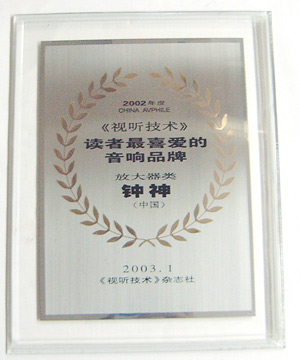 2002年度
CHINA AVPHILE
《视听技术》
读者最喜爱的
音响品牌
放大器类
钟神
（中国）
2003.1
《视听技术》杂志社